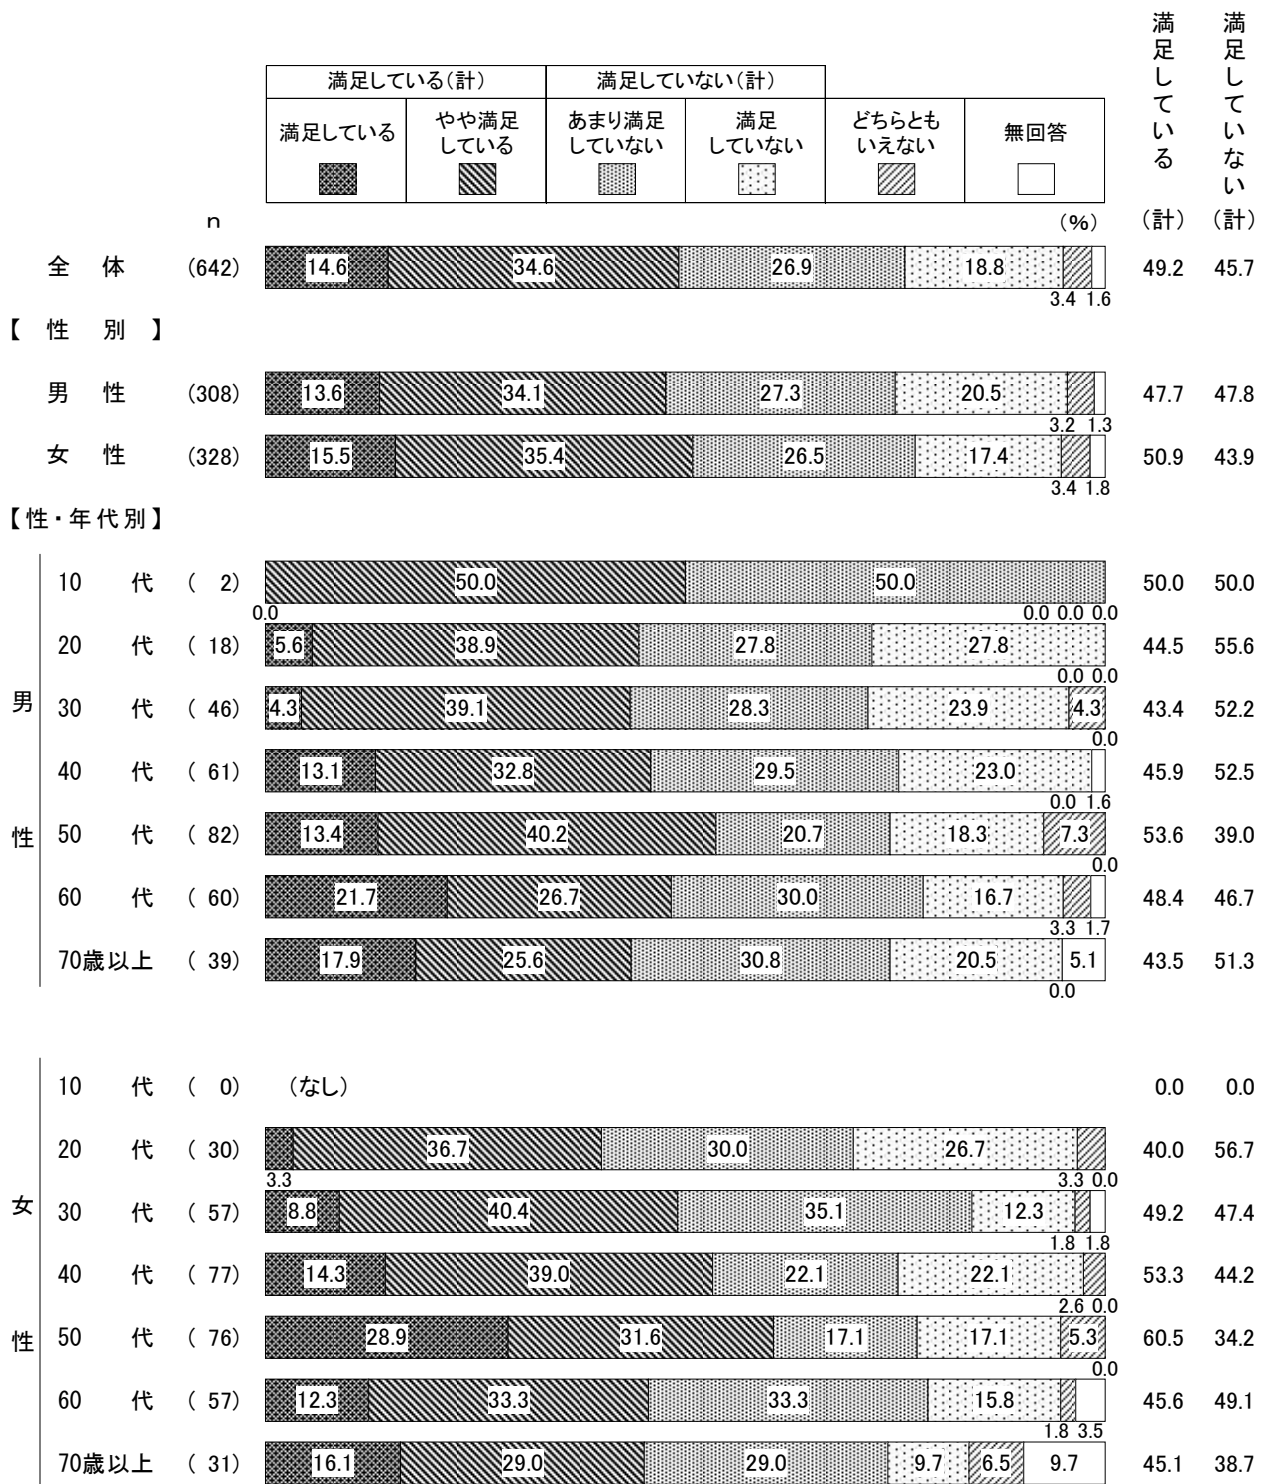 満足している(計) 満足していない(計) 満足している(計) 満足していない(計)
満足している やや満足している あまり満足していない 満足していない どちらともいえない 無回答
n (%)
全体 (642) 14.6 34.6 26.9 18.8 49.2 45.7
3.4 1.6
【性別】
男性 (308) 13.6 34.1 27.3 20.5 47.7 47.8
3.2 1.3
女性 (328) 15.5 35.4 26.5 17.4 50.9 43.9
3.4 1.8
【性・年代別】
男性
10代 (2) 50.0 50.0 50.0 50.0
0.0 0.0 0.0 0.0
20代 (18) 5.6 38.9 27.8 27.8 44.5 55.6
0.0 0.0
30代 (46) 4.3 39.1 28.3 23.9 4.3 43.4 52.2
0.0
40代 (61) 13.1 32.8 29.5 23.0 45.9 52.5
0.0 1.6
50代 (82) 13.4 40.2 20.7 18.3 7.3 53.6 39.0
0.0
60代 (60) 21.7 26.7 30.0 16.7 48.4 46.7
3.3 1.7
70歳以上 (39) 17.9 25.6 30.8 20.5 5.1 43.5 51.3
0.0
女性
10代 (0) (なし) 0.0 0.0
20代 (30) 36.7 30.0 26.7 40.0 56.7
3.3 3.3 0.0
30代 (57) 8.8 40.4 35.1 12.3 49.2 47.4
1.8 1.8
40代 (77) 14.3 39.0 22.1 22.1 53.3 44.2
2.6 0.0
50代 (76) 28.9 31.6 17.1 17.1 5.3 60.5 34.2
0.0
60代 (57) 12.3 33.3 33.3 15.8 45.6 49.1
1.8 3.5
70歳以上 (31) 16.1 29.0 29.0 9.7 6.5 9.7 45.1 38.7